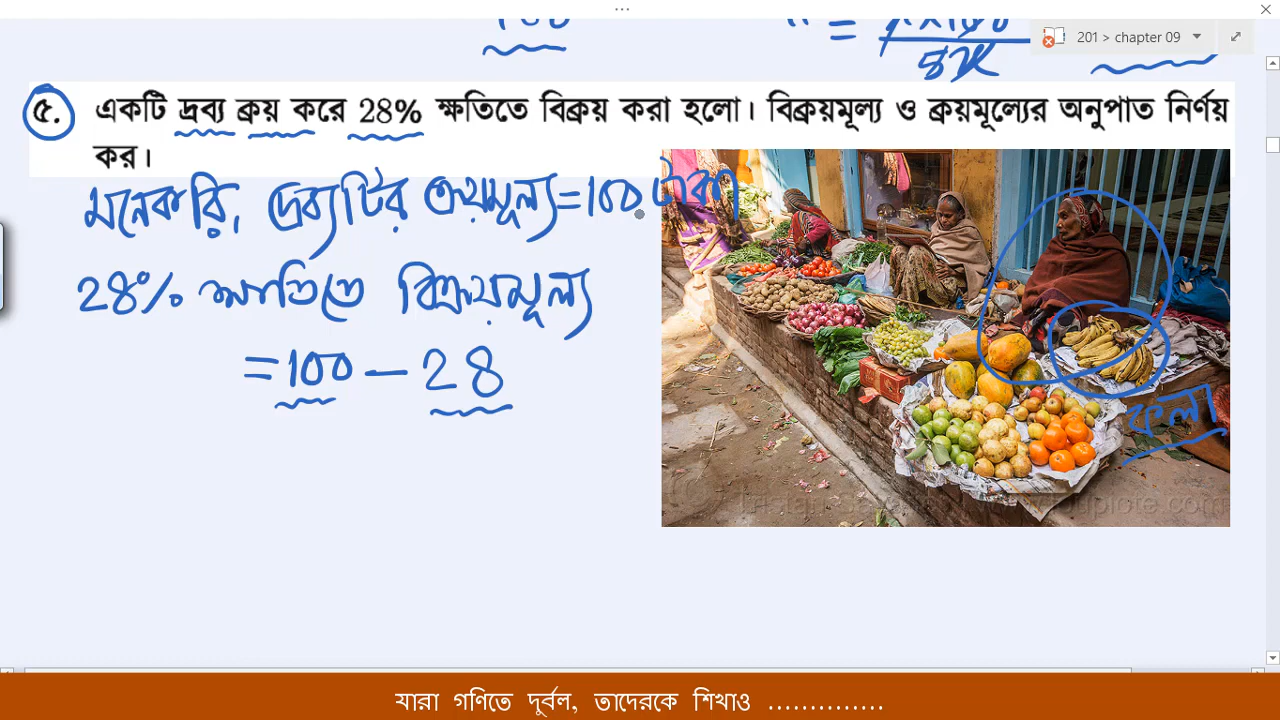 201 > chapter 09
৫. একটি দ্রব্য ক্রয় করে 28% ক্ষতিতে বিক্রয় করা হলো। বিক্রয়মূল্য ও ক্রয়মূল্যের অনুপাত নির্ণয়
কর।
মনেকরি, দ্রব্যটির ক্রয়মূল্য=100 টাকা
28% ক্ষতিতে বিক্রয়মূল্য
=100 - 28
কলা
যারা গণিতে দুর্বল, তাদেরকে শিখাও ..............